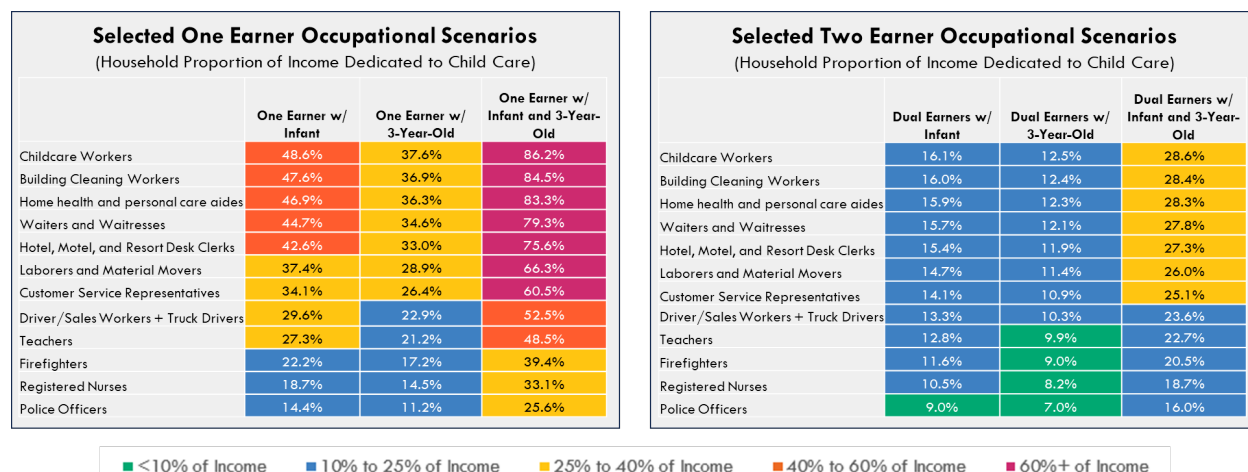 Selected One Earner Occupational Scenarios
(Household Proportion of Income Dedicated to Child Care)
One Earner w/ Infant One Earner w/ 3-Year-Old One Earner w/ Infant and 3-Year-Old
Childcare Workers 48.6% 37.6% 86.2%
Building Cleaning Workers 47.6% 36.9% 84.5%
Home health and personal care aides 46.9% 36.3% 83.3%
Waiters and Waitresses 44.7% 34.6% 79.3%
Hotel, Motel, and Resort Desk Clerks 42.6% 33.0% 75.6%
Laborers and Material Movers 37.4% 28.9% 66.3%
Customer Service Representatives 34.1% 26.4% 60.5%
Driver/Sales Workers + Truck Drivers 29.6% 22.9% 52.5%
Teachers 27.3% 21.2% 48.5%
Firefighters 22.2% 17.2% 39.4%
Registered Nurses 18.7% 14.5% 33.1%
Police Officers 14.4% 11.2% 25.6%
Selected Two Earner Occupational Scenarios
(Household Proportion of Income Dedicated to Child Care)
Dual Earners w/ Infant Dual Earners w/ 3-Year-Old Dual Earners w/ Infant and 3-Year-Old
Childcare Workers 16.1% 12.5% 28.6%
Building Cleaning Workers 16.0% 12.4% 28.4%
Home health and personal care aides 15.9% 12.3% 28.3%
Waiters and Waitresses 15.7% 12.1% 27.8%
Hotel, Motel, and Resort Desk Clerks 15.4% 11.9% 27.3%
Laborers and Material Movers 14.7% 11.4% 26.0%
Customer Service Representatives 14.1% 10.9% 25.1%
Driver/Sales Workers + Truck Drivers 13.3% 10.3% 23.6%
Teachers 12.8% 9.9% 22.7%
Firefighters 11.6% 9.0% 20.5%
Registered Nurses 10.5% 8.2% 18.7%
Police Officers 9.0% 7.0% 16.0%
<10% of Income 10% to 25% of Income 25% to 40% of Income 40% to 60% of Income 60%+ of Income